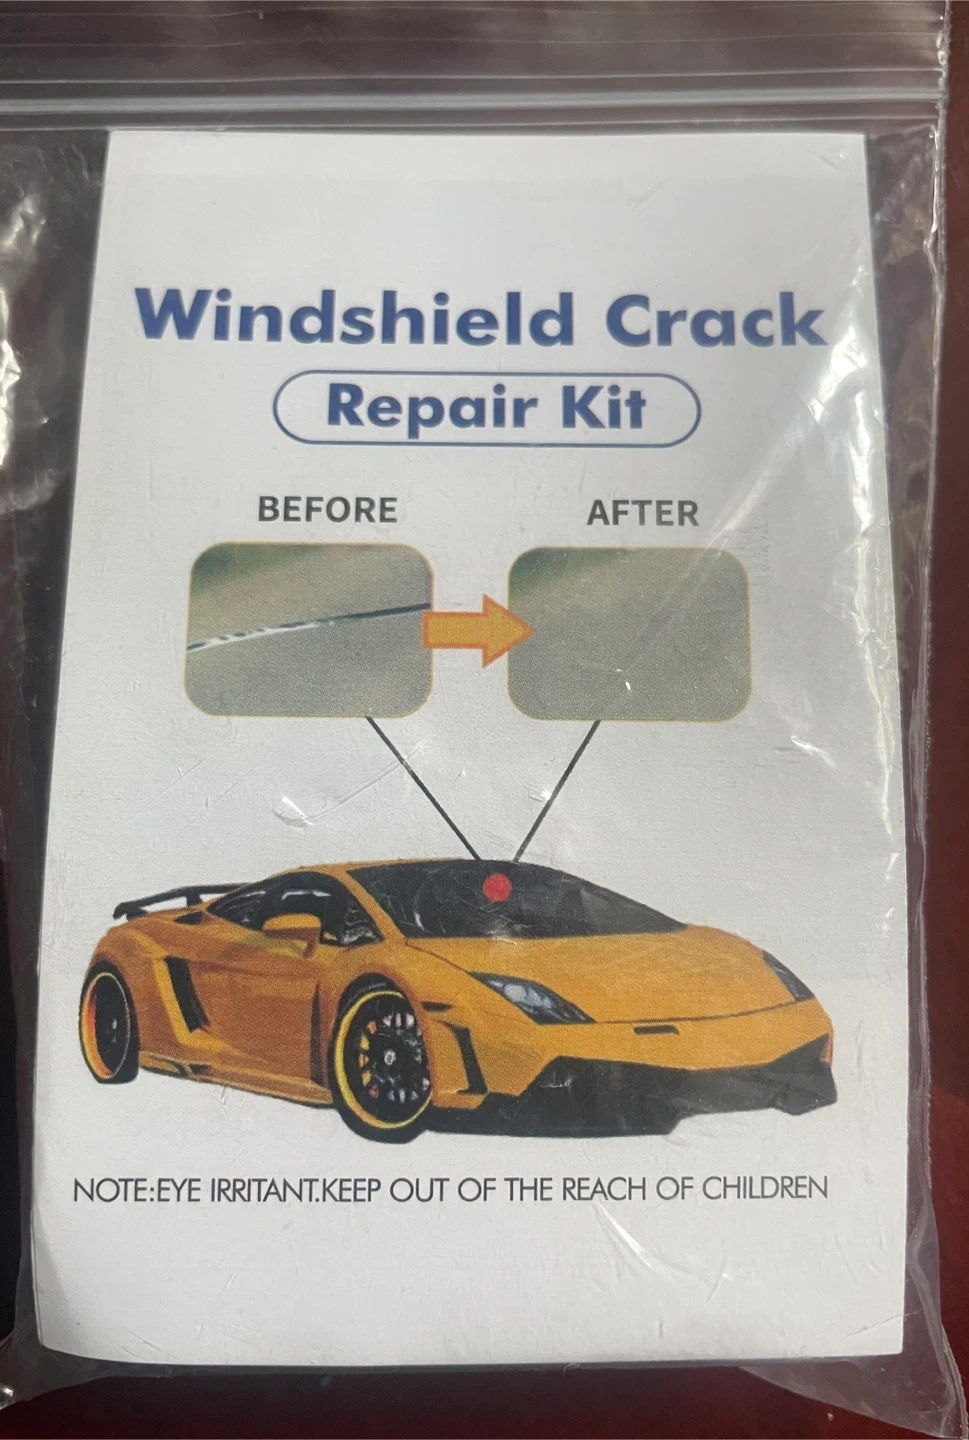 Windshield Crack
Repair Kit
BEFORE
AFTER
NOTE:EYE IRRITANT.KEEP OUT OF THE REACH OF CHILDREN